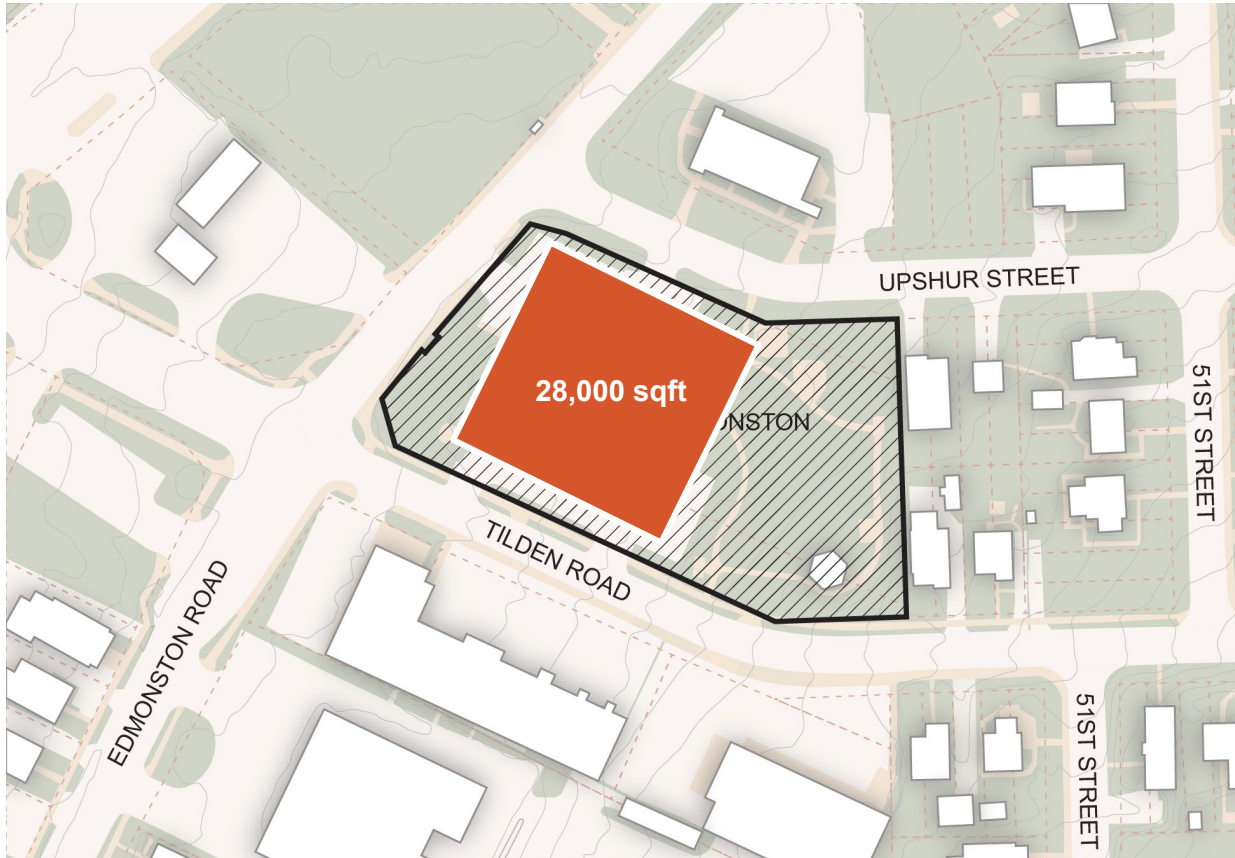 UPSHUR STREET
28,000 sqft
ONSTON
51ST STREET
TILDEN ROAD
EDMONSTON ROAD
51ST STREET